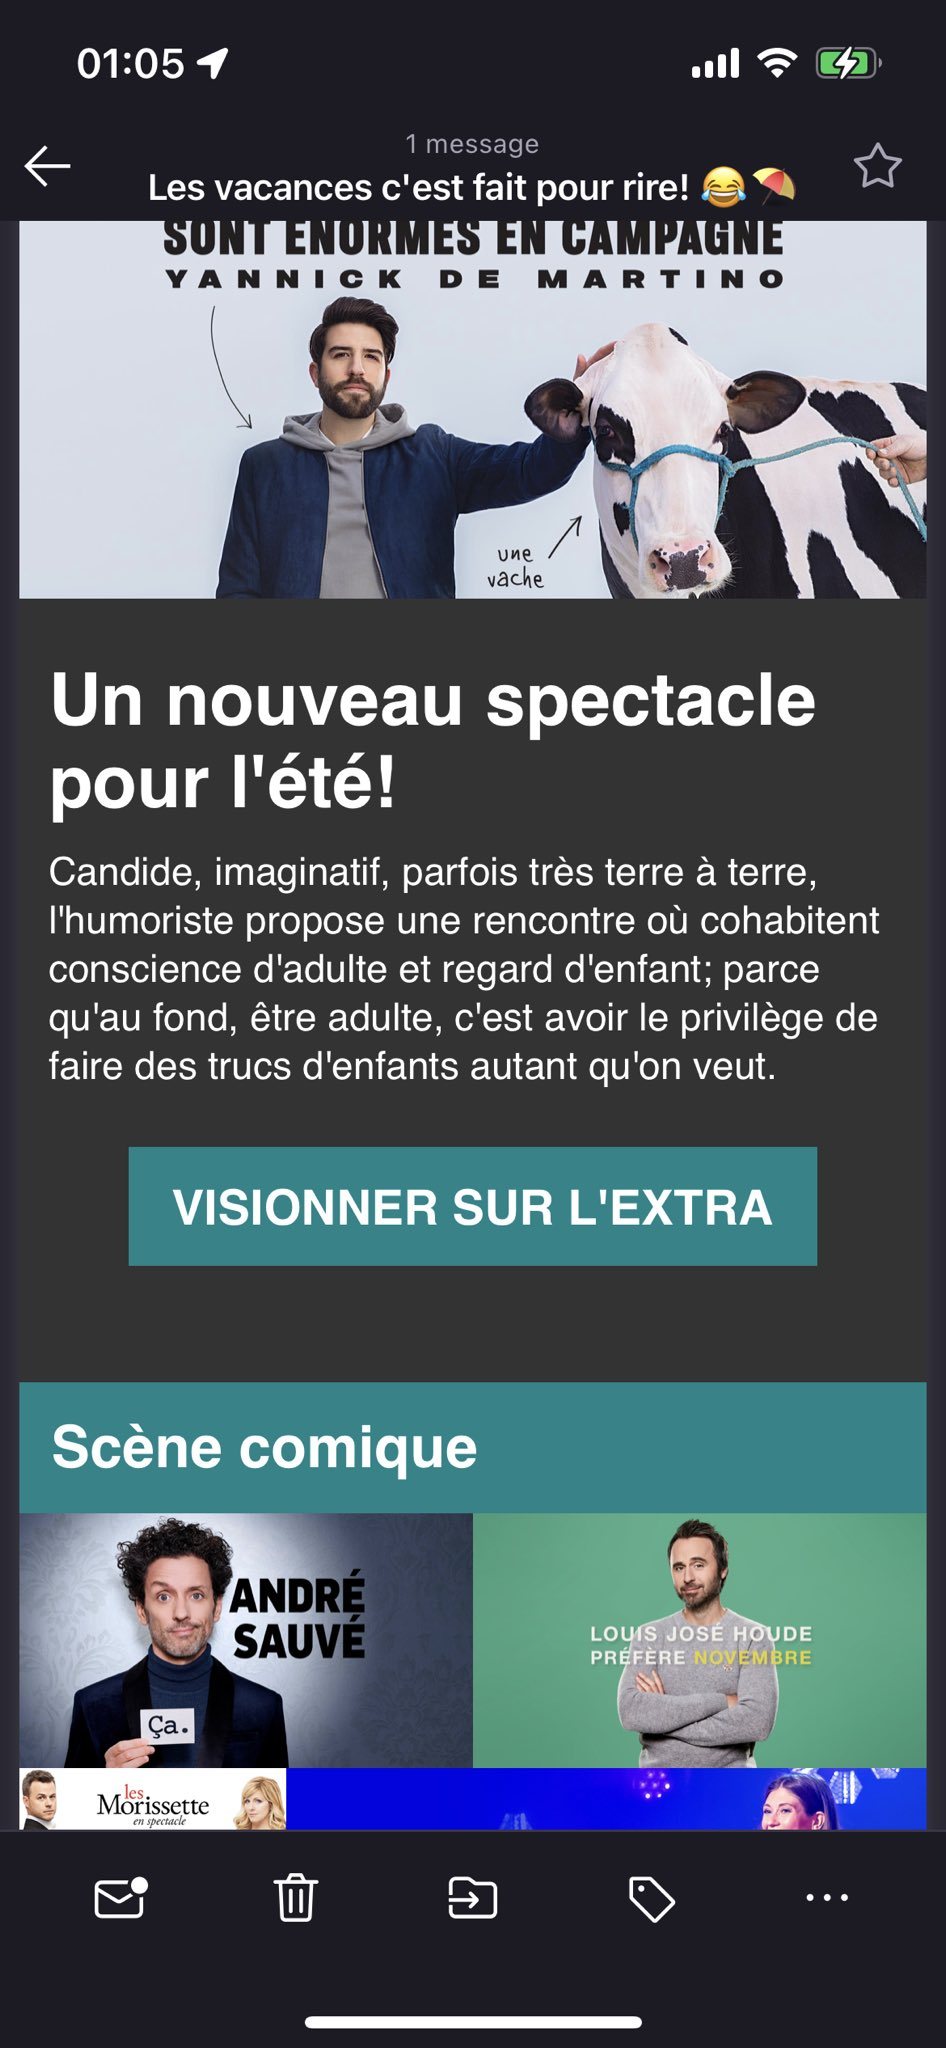 01:05
1 message
Les vacances c'est fait pour rire! 😂⛱️
SONT ÉNORMES EN CAMPAGNE
YANNICK DE MARTINO
une
vache
Un nouveau spectacle
pour l'été!
Candide, imaginatif, parfois très terre à terre,
l'humoriste propose une rencontre où cohabitent
conscience d'adulte et regard d'enfant; parce
qu'au fond, être adulte, c'est avoir le privilège de
faire des trucs d'enfants autant qu'on veut.
VISIONNER SUR L'EXTRA
Scène comique
ANDRÉ
SAUVÉ
Ça.
LOUIS JOSÉ HOUDE
PRÉFÈRE NOVEMBRE
les
Morissette
en spectacle